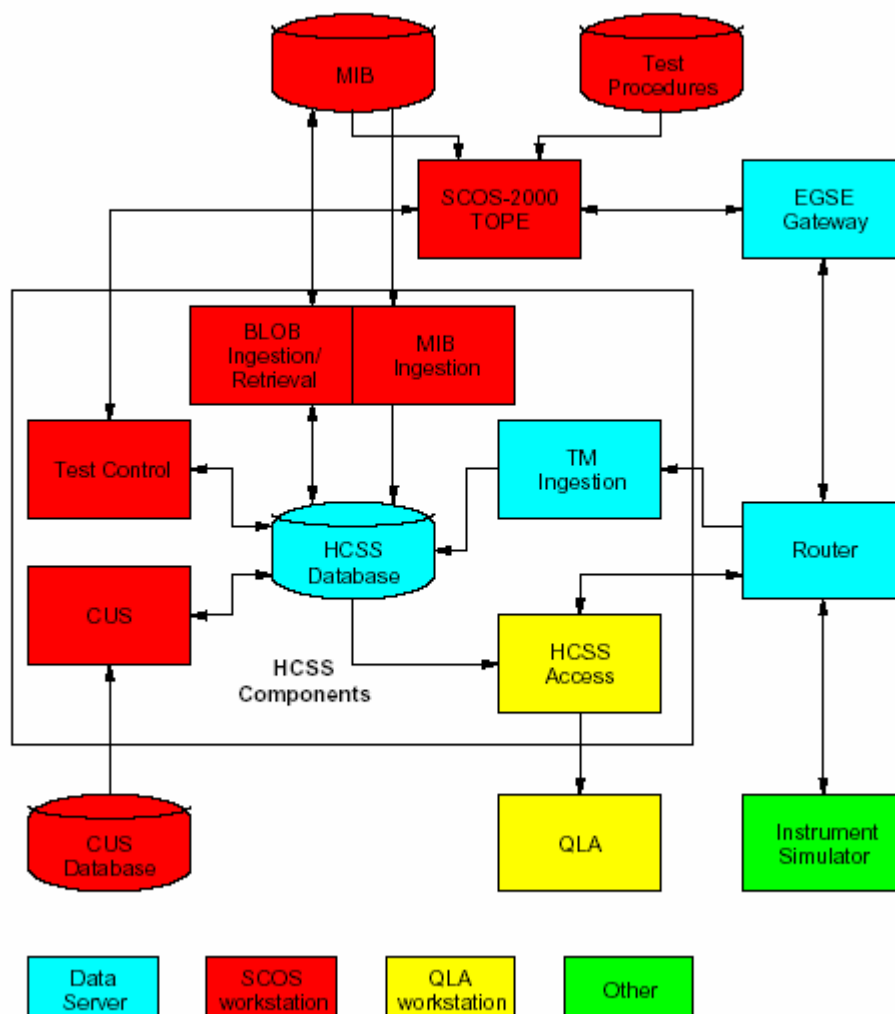 MIB
Test
Procedures
SCOS-2000
TOPE
EGSE
Gateway
BLOB
Ingestion/
Retrieval
MIB
Ingestion
Test Control
TM
Ingestion
HCSS
Database
Router
CUS
HCSS
Access
HCSS
Components
CUS
Database
QLA
Instrument
Simulator
Data
Server
SCOS
workstation
QLA
workstation
Other